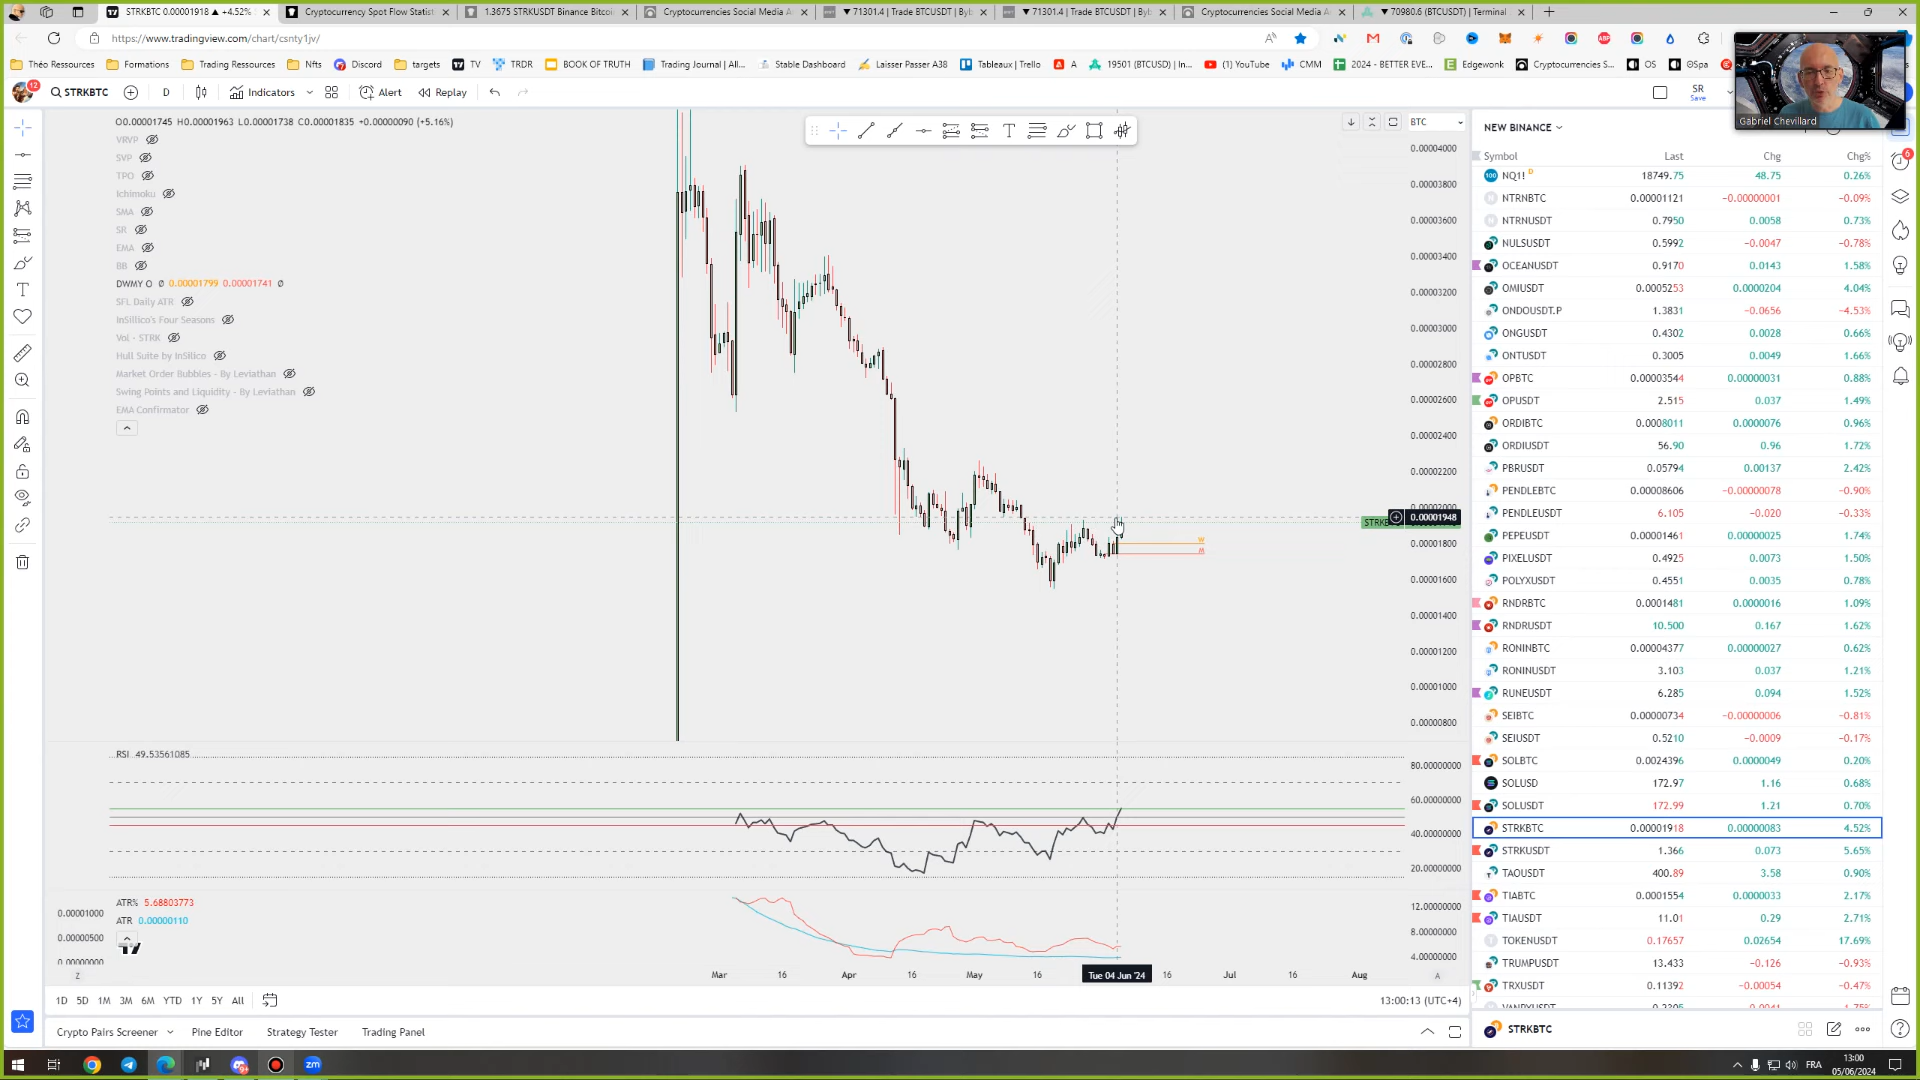 STRKBTC 0.00001918 ▲ +4.52%
Cryptocurrency Spot Flow Statist
1.3675 STRKUSDT Binance Bitcoi
Cryptocurrencies Social Media A
▼ 71301.4 | Trade BTCUSDT | Byb
▼ 71301.4 | Trade BTCUSDT | Byb
Cryptocurrencies Social Media A
▼ 70980.6 (BTCUSDT) | Terminal
https://www.tradingview.com/chart/csnty1jv/
Théo Ressources
Formations
Trading Ressources
Nfts
Discord
targets
TV
TRDR
BOOK OF TRUTH
Trading Journal | All...
Stable Dashboard
Laisser Passer A38
Tableaux | Trello
A
19501 (BTCUSD) | In...
(1) YouTube
CMM
2024 - BETTER EVE...
Edgewonk
Cryptocurrencies S...
OS
OSpa
Gabriel Chevillard
12
STRKBTC
D
Indicators
Alert
Replay
SR
Save
O0.00001745 H0.00001963 L0.00001738 C0.00001835 +0.00000090 (+5.16%)
VRVP
SVP
TPO
Ichimoku
SMA
SR
EMA
BB
DWMY O Ø 0.00001799 0.00001741 Ø
SFL Daily ATR
InSilico's Four Seasons
Vol · STRK
Hull Suite by InSilico
Market Order Bubbles - By Leviathan
Swing Points and Liquidity - By Leviathan
EMA Confirmator
BTC
0.00004000
0.00003800
0.00003600
0.00003400
0.00003200
0.00003000
0.00002800
0.00002600
0.00002400
0.00002200
0.00001948
0.00001800
0.00001600
0.00001400
0.00001200
0.00001000
0.00000800
W
M
RSI 49.53561085
80.00000000
60.00000000
40.00000000
20.00000000
ATR% 5.68803773
ATR 0.00000110
0.00001000
0.00000500
0.00000000
12.00000000
8.00000000
4.00000000
Z
Mar
16
Apr
16
May
16
Tue 04 Jun '24
16
Jul
16
Aug
A
1D 5D 1M 3M 6M YTD 1Y 5Y All
13:00:13 (UTC+4)
Crypto Pairs Screener
Pine Editor
Strategy Tester
Trading Panel
NEW BINANCE
Symbol Last Chg Chg%
NQ1! D 18749.75 48.75 0.26%
NTRNBTC 0.00001121 −0.00000001 −0.09%
NTRNUSDT 0.7950 0.0058 0.73%
NULSUSDT 0.5992 −0.0047 −0.78%
OCEANUSDT 0.9170 0.0143 1.58%
OMIUSDT 0.0005253 0.0000204 4.04%
ONDOUSDT.P 1.3831 −0.0656 −4.53%
ONGUSDT 0.4302 0.0028 0.66%
ONTUSDT 0.3005 0.0049 1.66%
OPBTC 0.00003544 0.00000031 0.88%
OPUSDT 2.515 0.037 1.49%
ORDIBTC 0.0008011 0.0000076 0.96%
ORDIUSDT 56.90 0.96 1.72%
PBRUSDT 0.05794 0.00137 2.42%
PENDLEBTC 0.00008606 −0.00000078 −0.90%
PENDLEUSDT 6.105 −0.020 −0.33%
PEPEUSDT 0.00001461 0.00000025 1.74%
PIXELUSDT 0.4925 0.0073 1.50%
POLYXUSDT 0.4551 0.0035 0.78%
RNDRBTC 0.0001481 0.0000016 1.09%
RNDRUSDT 10.500 0.167 1.62%
RONINBTC 0.00004377 0.00000027 0.62%
RONINUSDT 3.103 0.037 1.21%
RUNEUSDT 6.285 0.094 1.52%
SEIBTC 0.00000734 −0.00000006 −0.81%
SEIUSDT 0.5210 −0.0009 −0.17%
SOLBTC 0.0024396 0.0000049 0.20%
SOLUSD 172.97 1.16 0.68%
SOLUSDT 172.99 1.21 0.70%
STRKBTC 0.00001918 0.00000083 4.52%
STRKUSDT 1.366 0.073 5.65%
TAOUSDT 400.89 3.58 0.90%
TIABTC 0.0001554 0.0000033 2.17%
TIAUSDT 11.01 0.29 2.71%
TOKENUSDT 0.17657 0.02654 17.69%
TRUMPUSDT 13.433 −0.126 −0.93%
TRXUSDT 0.11392 −0.00054 −0.47%
STRKBTC
6
FRA
13:00
05/06/2024